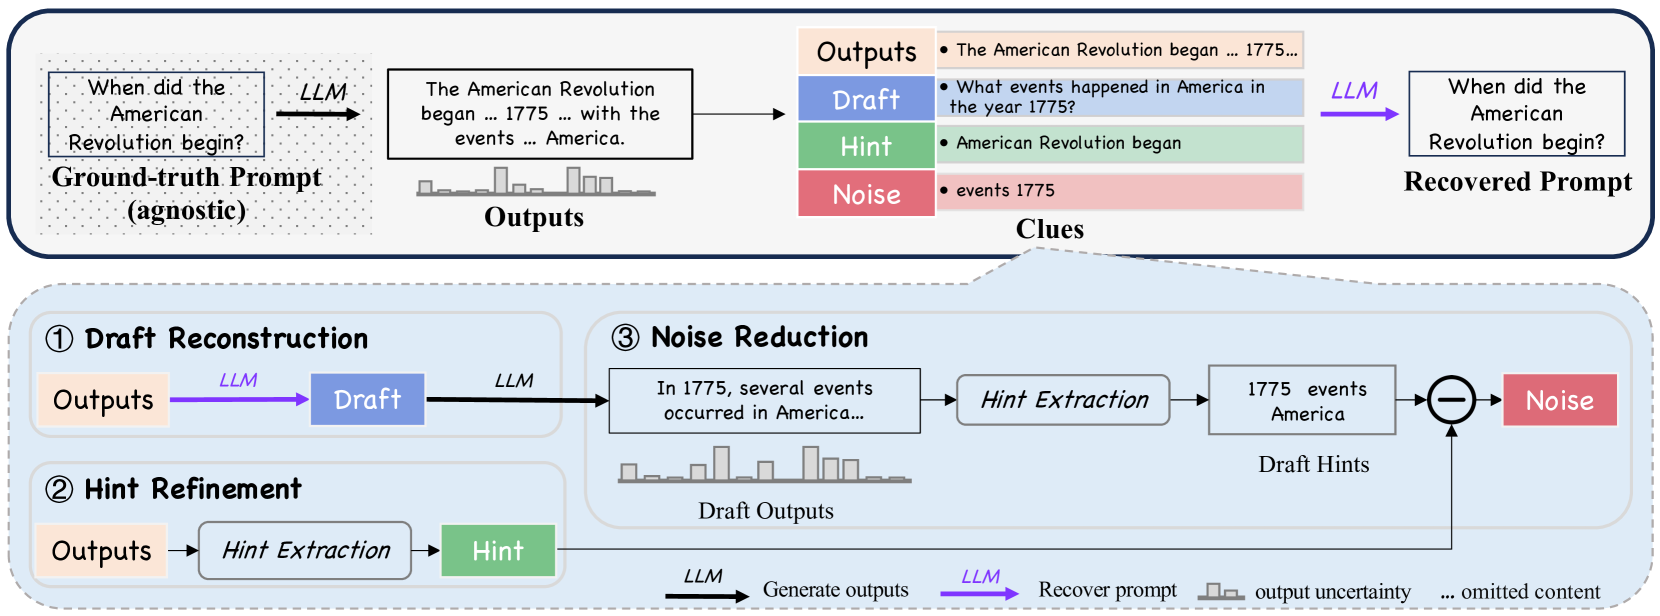 When did the
American
Revolution begin?
Ground-truth Prompt
(agnostic)
LLM
The American Revolution
began ... 1775 ... with the
events ... America.
Outputs
Outputs
• The American Revolution began ... 1775...
Draft
• What events happened in America in
the year 1775?
Hint
• American Revolution began
Noise
• events 1775
Clues
LLM
When did the
American
Revolution begin?
Recovered Prompt
① Draft Reconstruction
Outputs
LLM
Draft
LLM
② Hint Refinement
Outputs
Hint Extraction
Hint
③ Noise Reduction
In 1775, several events
occurred in America...
Draft Outputs
Hint Extraction
1775 events
America
Draft Hints
Noise
LLM
Generate outputs
LLM
Recover prompt
output uncertainty
... omitted content